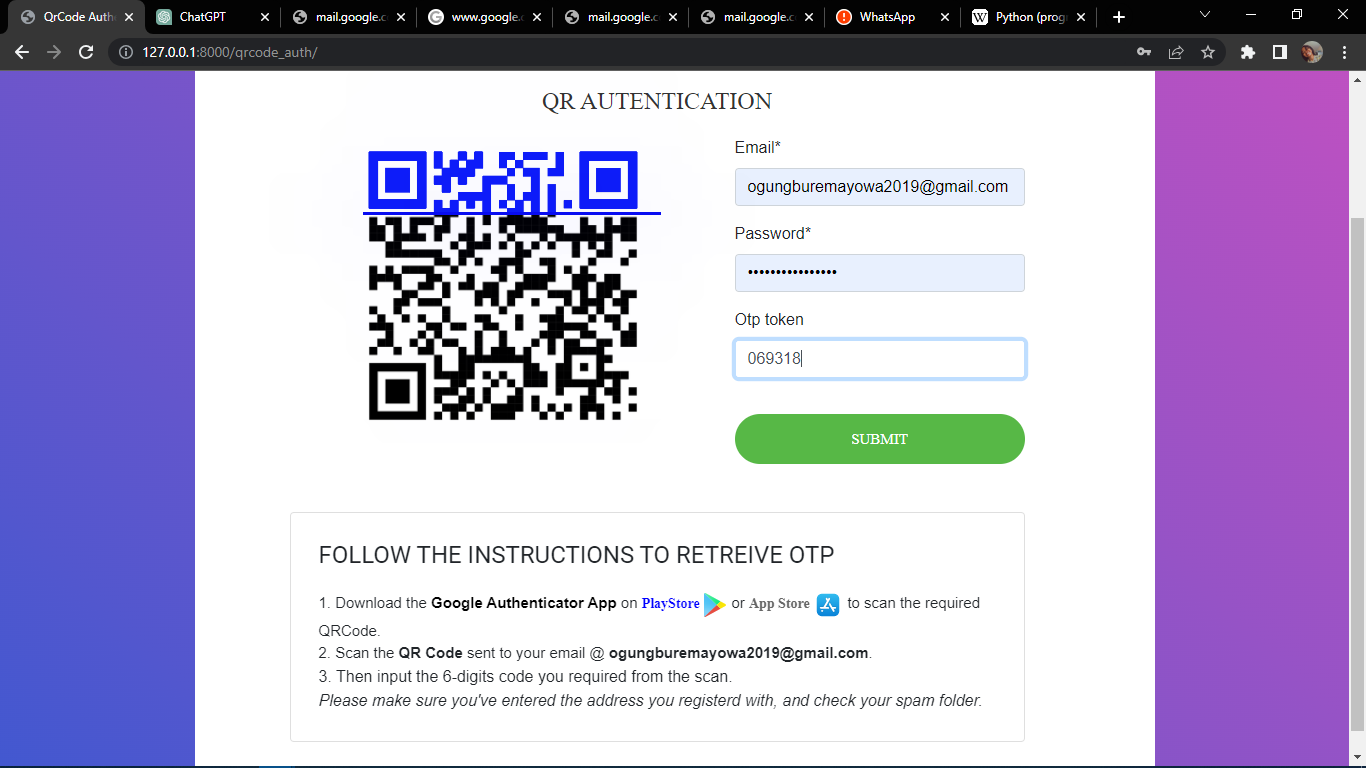 QrCode Auth
ChatGPT
mail.google.c
www.google.
mail.google.c
mail.google.c
WhatsApp
Python (prog
127.0.0.1:8000/qrcode_auth/
QR AUTENTICATION
Email*
ogungburemayowa2019@gmail.com
Password*
••••••••••••••••
Otp token
069318
SUBMIT
FOLLOW THE INSTRUCTIONS TO RETREIVE OTP
1. Download the Google Authenticator App on PlayStore or App Store to scan the required
QRCode.
2. Scan the QR Code sent to your email @ ogungburemayowa2019@gmail.com.
3. Then input the 6-digits code you required from the scan.
Please make sure you've entered the address you registerd with, and check your spam folder.